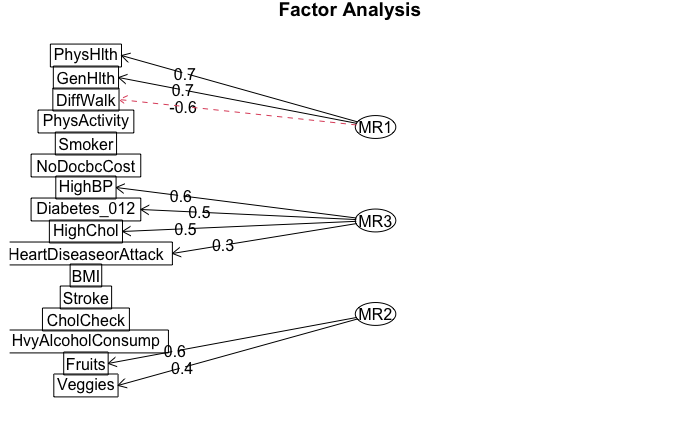 Factor Analysis
PhysHlth
GenHlth
DiffWalk
PhysActivity
Smoker
NoDocbcCost
HighBP
Diabetes_012
HighChol
HeartDiseaseorAttack
BMI
Stroke
CholCheck
HvyAlcoholConsump
Fruits
Veggies
0.7
0.7
-0.6
0.6
0.5
0.5
0.3
0.6
0.4
MR1
MR3
MR2